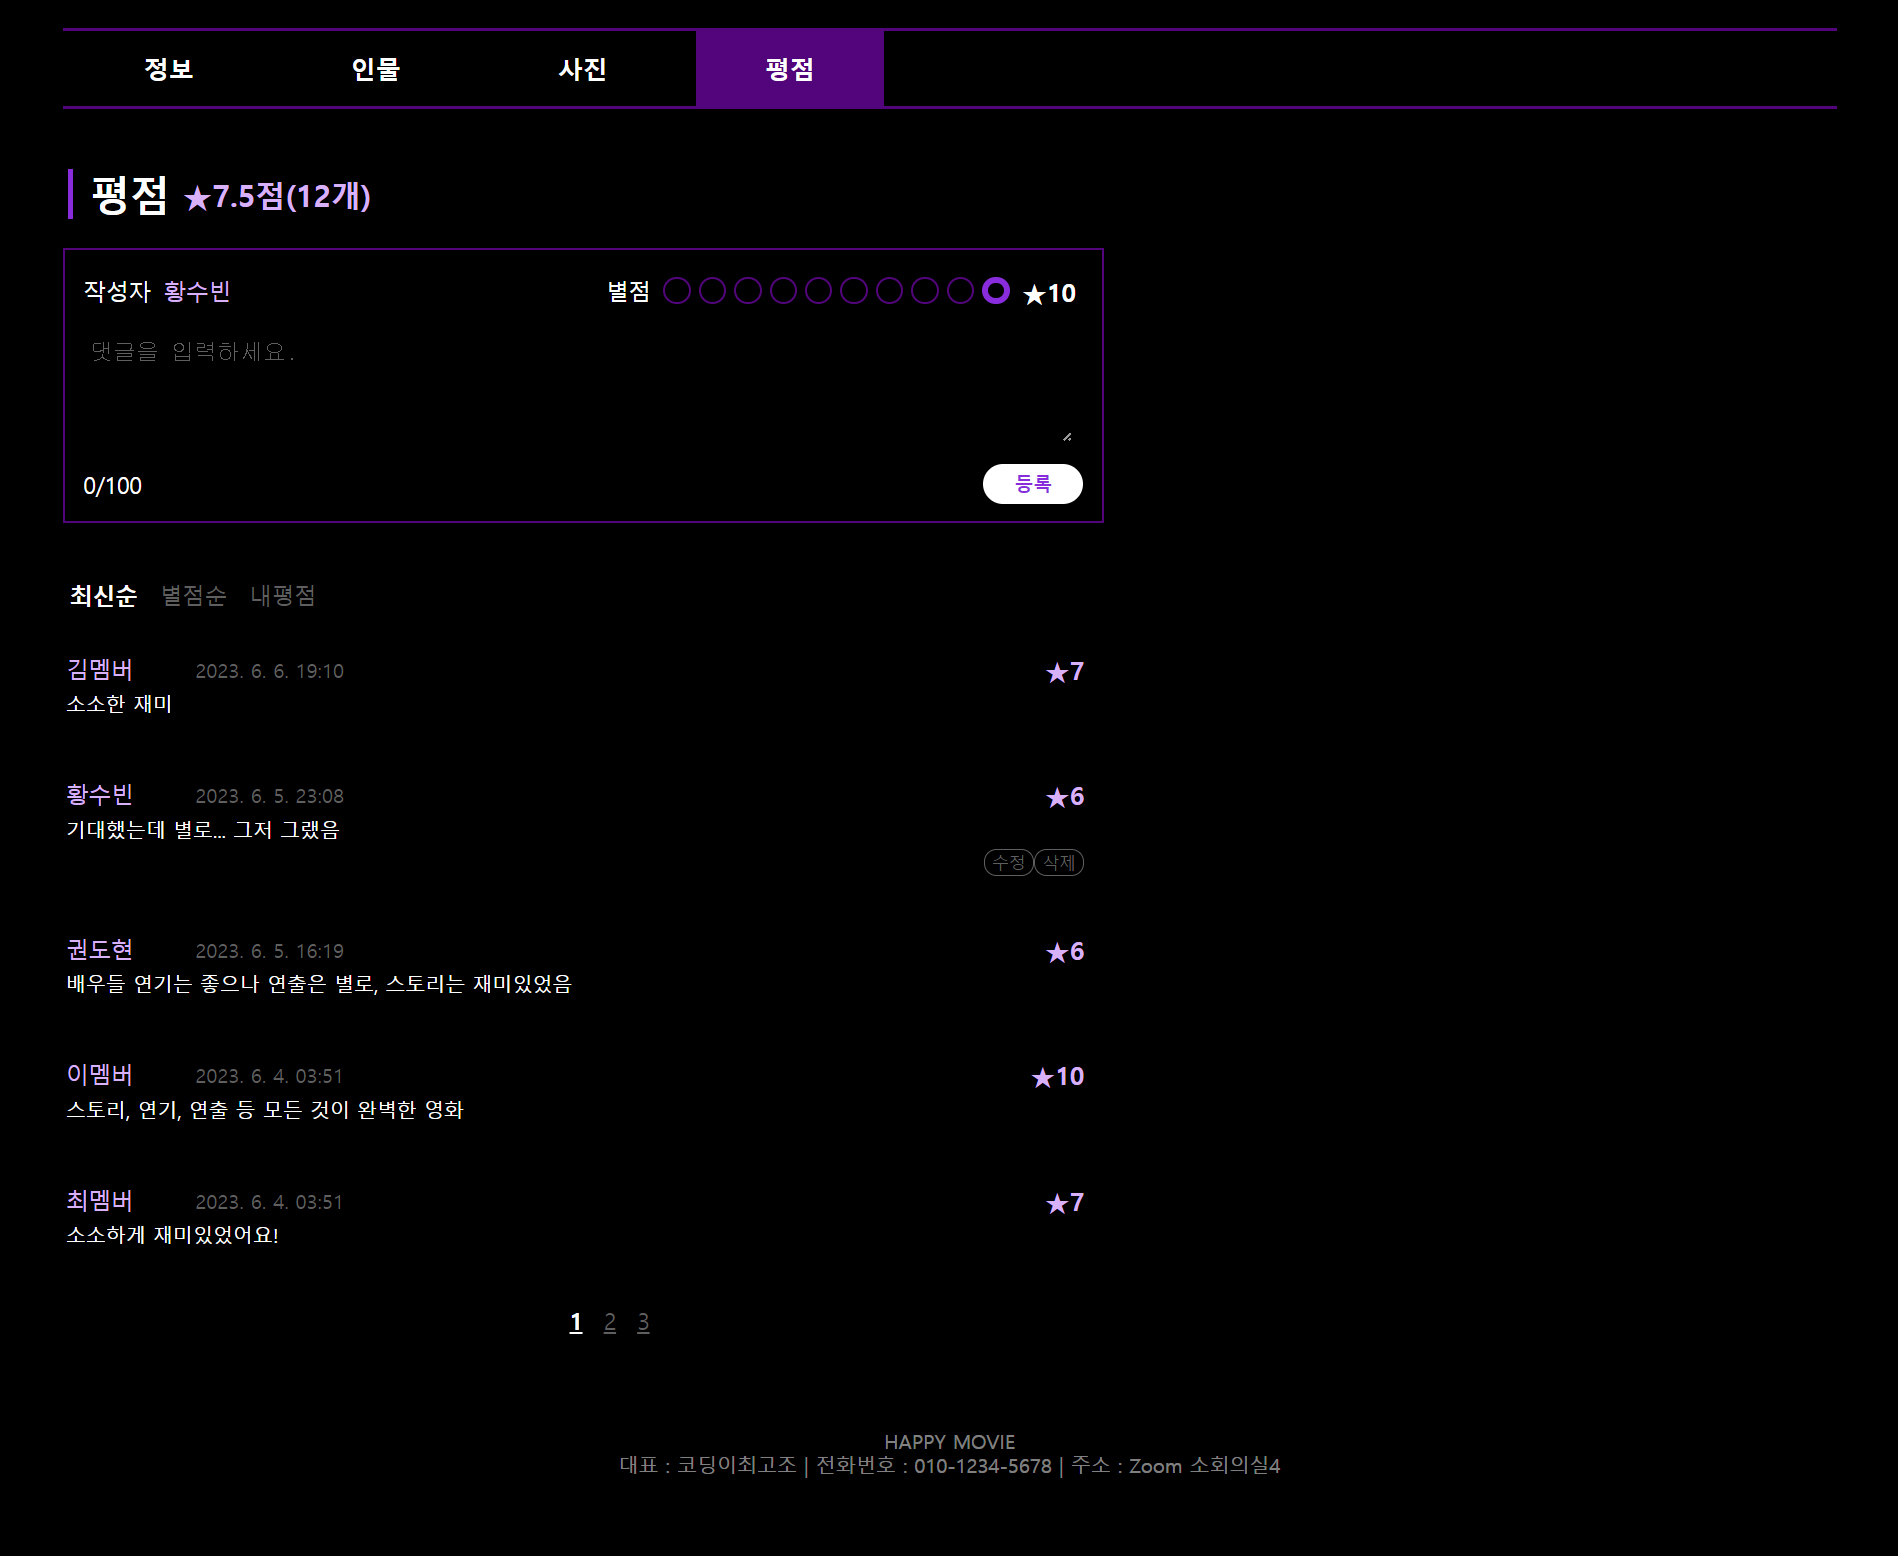 정보 인물 사진 평점
평점 ★7.5점(12개)
작성자 황수빈 별점 ★10
댓글을 입력하세요.
0/100 등록
최신순 별점순 내평점
김멤버 2023. 6. 6. 19:10 ★7
소소한 재미
황수빈 2023. 6. 5. 23:08 ★6
기대했는데 별로... 그저 그랬음
수정 삭제
권도현 2023. 6. 5. 16:19 ★6
배우들 연기는 좋으나 연출은 별로, 스토리는 재미있었음
이멤버 2023. 6. 4. 03:51 ★10
스토리, 연기, 연출 등 모든 것이 완벽한 영화
최멤버 2023. 6. 4. 03:51 ★7
소소하게 재미있었어요!
1 2 3
HAPPY MOVIE
대표 : 코딩이최고조 | 전화번호 : 010-1234-5678 | 주소 : Zoom 소회의실4